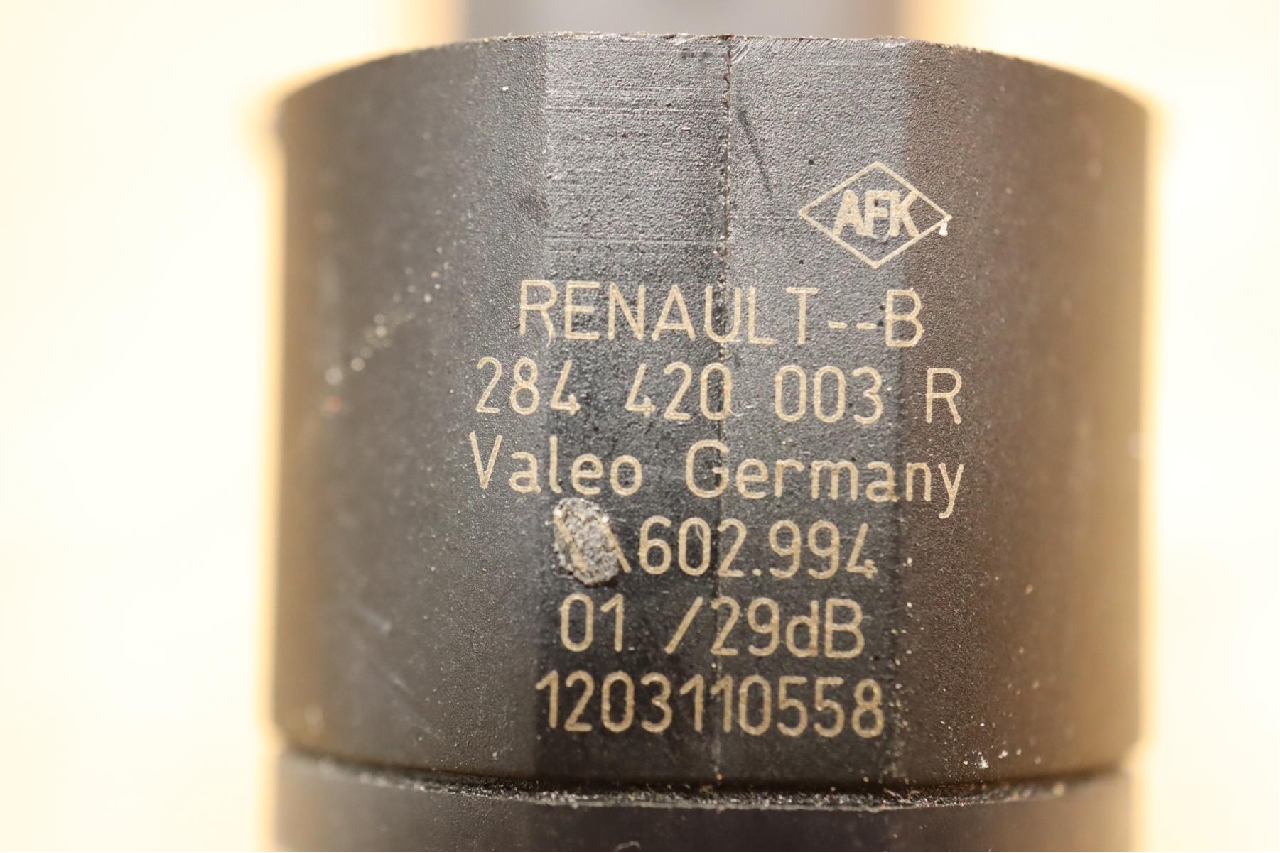 AFK
RENAULT--B
284 420 003 R
Valeo Germany
602.994
01 /29dB
1203110558